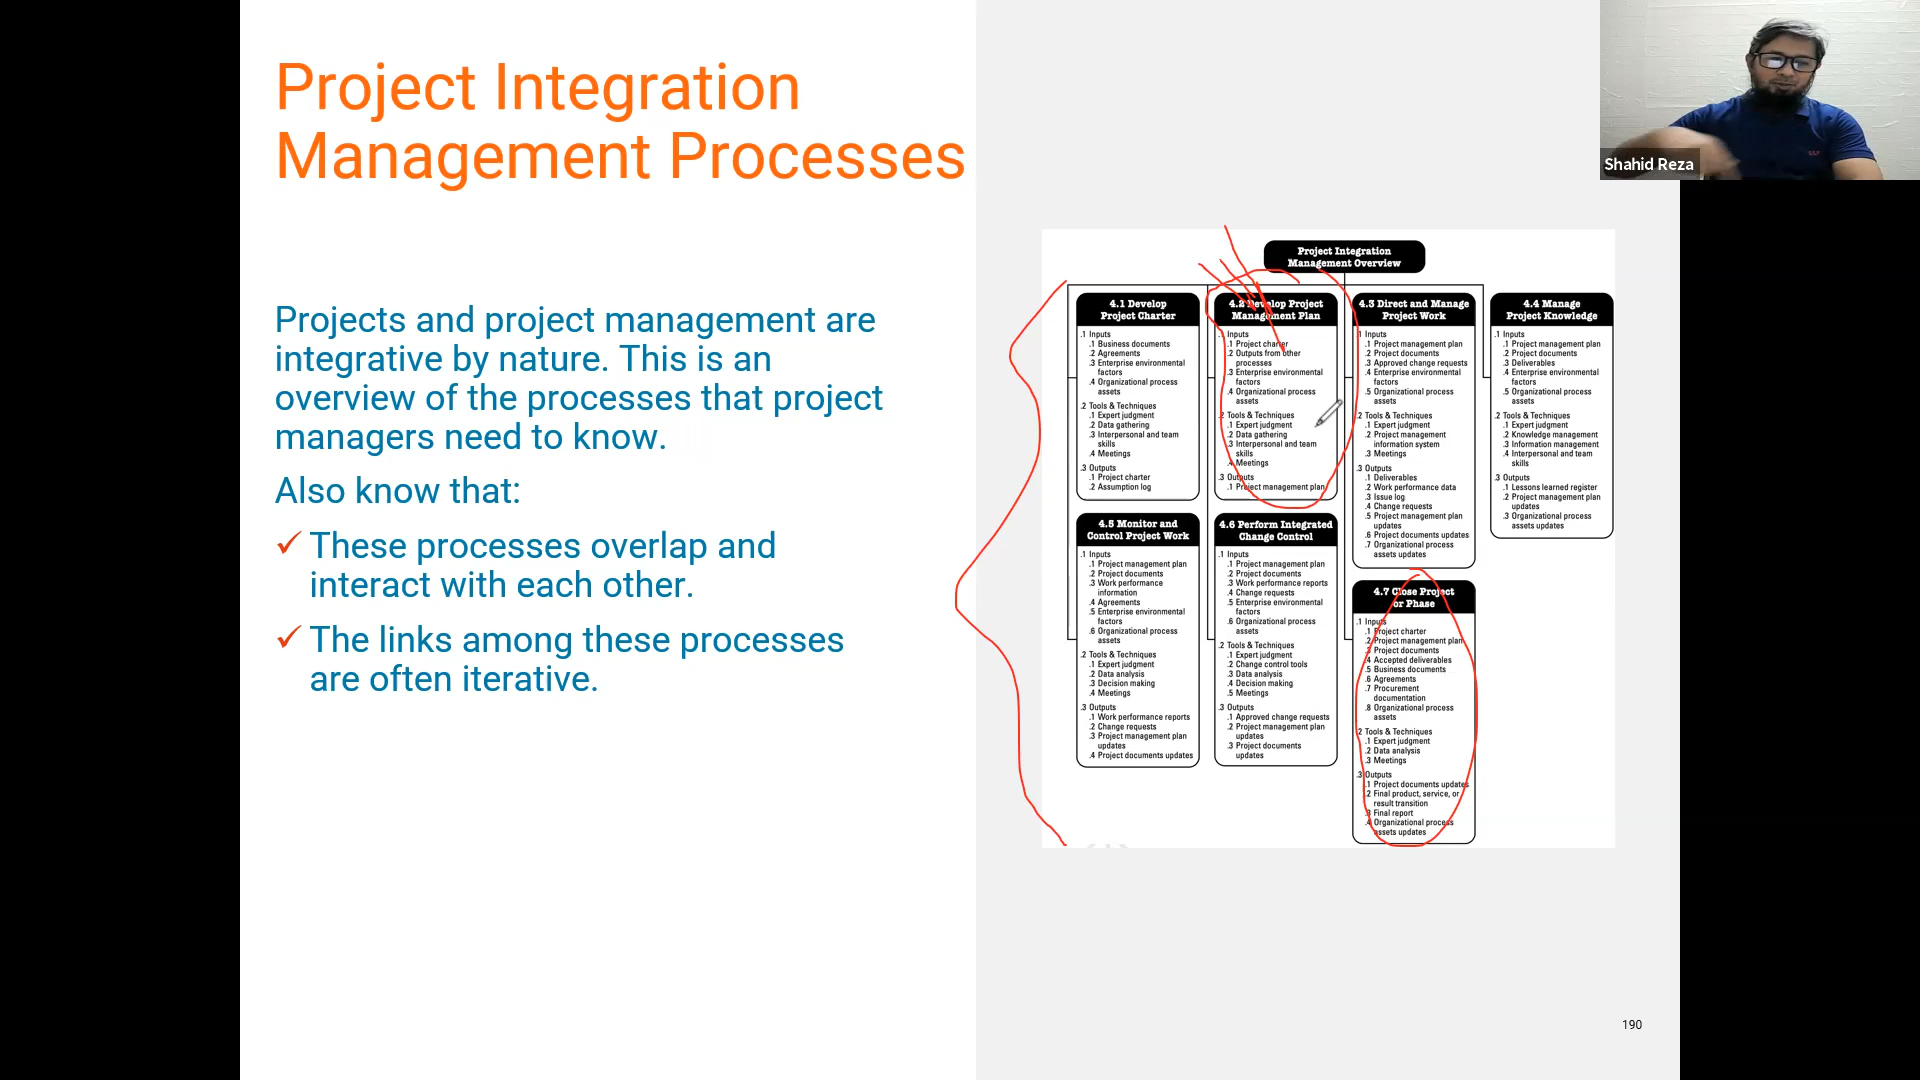 Project Integration
Management Processes
Projects and project management are
integrative by nature. This is an
overview of the processes that project
managers need to know.
Also know that:
✓ These processes overlap and
interact with each other.
✓ The links among these processes
are often iterative.
Shahid Reza
Project Integration
Management Overview
4.1 Develop
Project Charter
.1 Inputs
.1 Business documents
.2 Agreements
.3 Enterprise environmental
factors
.4 Organizational process
assets
.2 Tools & Techniques
.1 Expert judgment
.2 Data gathering
.3 Interpersonal and team
skills
.4 Meetings
.3 Outputs
.1 Project charter
.2 Assumption log
4.2 Develop Project
Management Plan
.1 Inputs
.1 Project charter
.2 Outputs from other
processes
.3 Enterprise environmental
factors
.4 Organizational process
assets
.2 Tools & Techniques
.1 Expert judgment
.2 Data gathering
.3 Interpersonal and team
skills
.4 Meetings
.3 Outputs
.1 Project management plan
4.3 Direct and Manage
Project Work
.1 Inputs
.1 Project management plan
.2 Project documents
.3 Approved change requests
.4 Enterprise environmental
factors
.5 Organizational process
assets
.2 Tools & Techniques
.1 Expert judgment
.2 Project management
information system
.3 Meetings
.3 Outputs
.1 Deliverables
.2 Work performance data
.3 Issue log
.4 Change requests
.5 Project management plan
updates
.6 Project documents updates
.7 Organizational process
assets updates
4.4 Manage
Project Knowledge
.1 Inputs
.1 Project management plan
.2 Project documents
.3 Deliverables
.4 Enterprise environmental
factors
.5 Organizational process
assets
.2 Tools & Techniques
.1 Expert judgment
.2 Knowledge management
.3 Information management
.4 Interpersonal and team
skills
.3 Outputs
.1 Lessons learned register
.2 Project management plan
updates
.3 Organizational process
assets updates
4.5 Monitor and
Control Project Work
.1 Inputs
.1 Project management plan
.2 Project documents
.3 Work performance
information
.4 Agreements
.5 Enterprise environmental
factors
.6 Organizational process
assets
.2 Tools & Techniques
.1 Expert judgment
.2 Data analysis
.3 Decision making
.4 Meetings
.3 Outputs
.1 Work performance reports
.2 Change requests
.3 Project management plan
updates
.4 Project documents updates
4.6 Perform Integrated
Change Control
.1 Inputs
.1 Project management plan
.2 Project documents
.3 Work performance reports
.4 Change requests
.5 Enterprise environmental
factors
.6 Organizational process
assets
.2 Tools & Techniques
.1 Expert judgment
.2 Change control tools
.3 Data analysis
.4 Decision making
.5 Meetings
.3 Outputs
.1 Approved change requests
.2 Project management plan
updates
.3 Project documents
updates
4.7 Close Project
or Phase
.1 Inputs
.1 Project charter
.2 Project management plan
.3 Project documents
.4 Accepted deliverables
.5 Business documents
.6 Agreements
.7 Procurement
documentation
.8 Organizational process
assets
.2 Tools & Techniques
.1 Expert judgment
.2 Data analysis
.3 Meetings
.3 Outputs
.1 Project documents updates
.2 Final product, service, or
result transition
.3 Final report
.4 Organizational process
assets updates
190